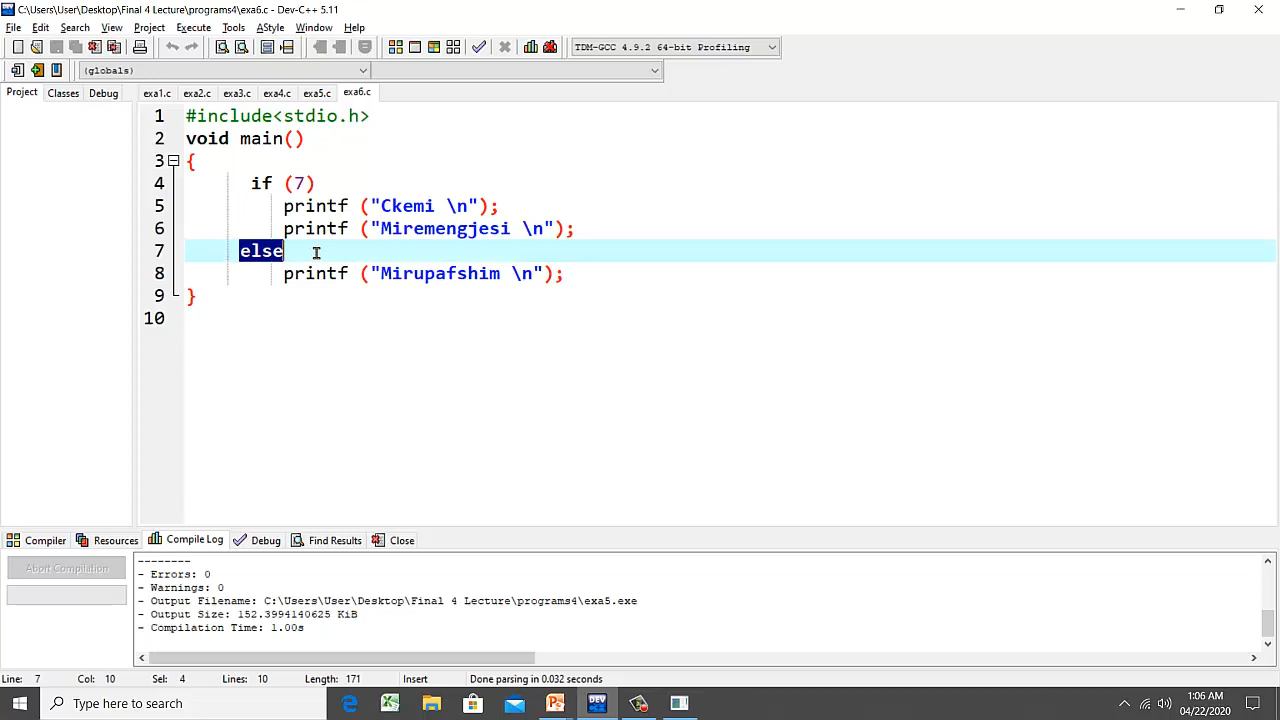 C:\Users\User\Desktop\Final 4 Lecture\programs4\exa6.c - Dev-C++ 5.11
File Edit Search View Project Execute Tools AStyle Window Help
TDM-GCC 4.9.2 64-bit Profiling
(globals)
Project Classes Debug exa1.c exa2.c exa3.c exa4.c exa5.c exa6.c
1 #include<stdio.h>
2 void main()
3 {
4 if (7)
5 printf ("Ckemi \n");
6 printf ("Miremengjesi \n");
7 else
8 printf ("Mirupafshim \n");
9 }
10
Compiler Resources Compile Log Debug Find Results Close
Abort Compilation
--------
- Errors: 0
- Warnings: 0
- Output Filename: C:\Users\User\Desktop\Final 4 Lecture\programs4\exa5.exe
- Output Size: 152.3994140625 KiB
- Compilation Time: 1.00s
Line: 7 Col: 10 Sel: 4 Lines: 10 Length: 171 Insert Done parsing in 0.032 seconds
Type here to search
1:06 AM
04/22/2020